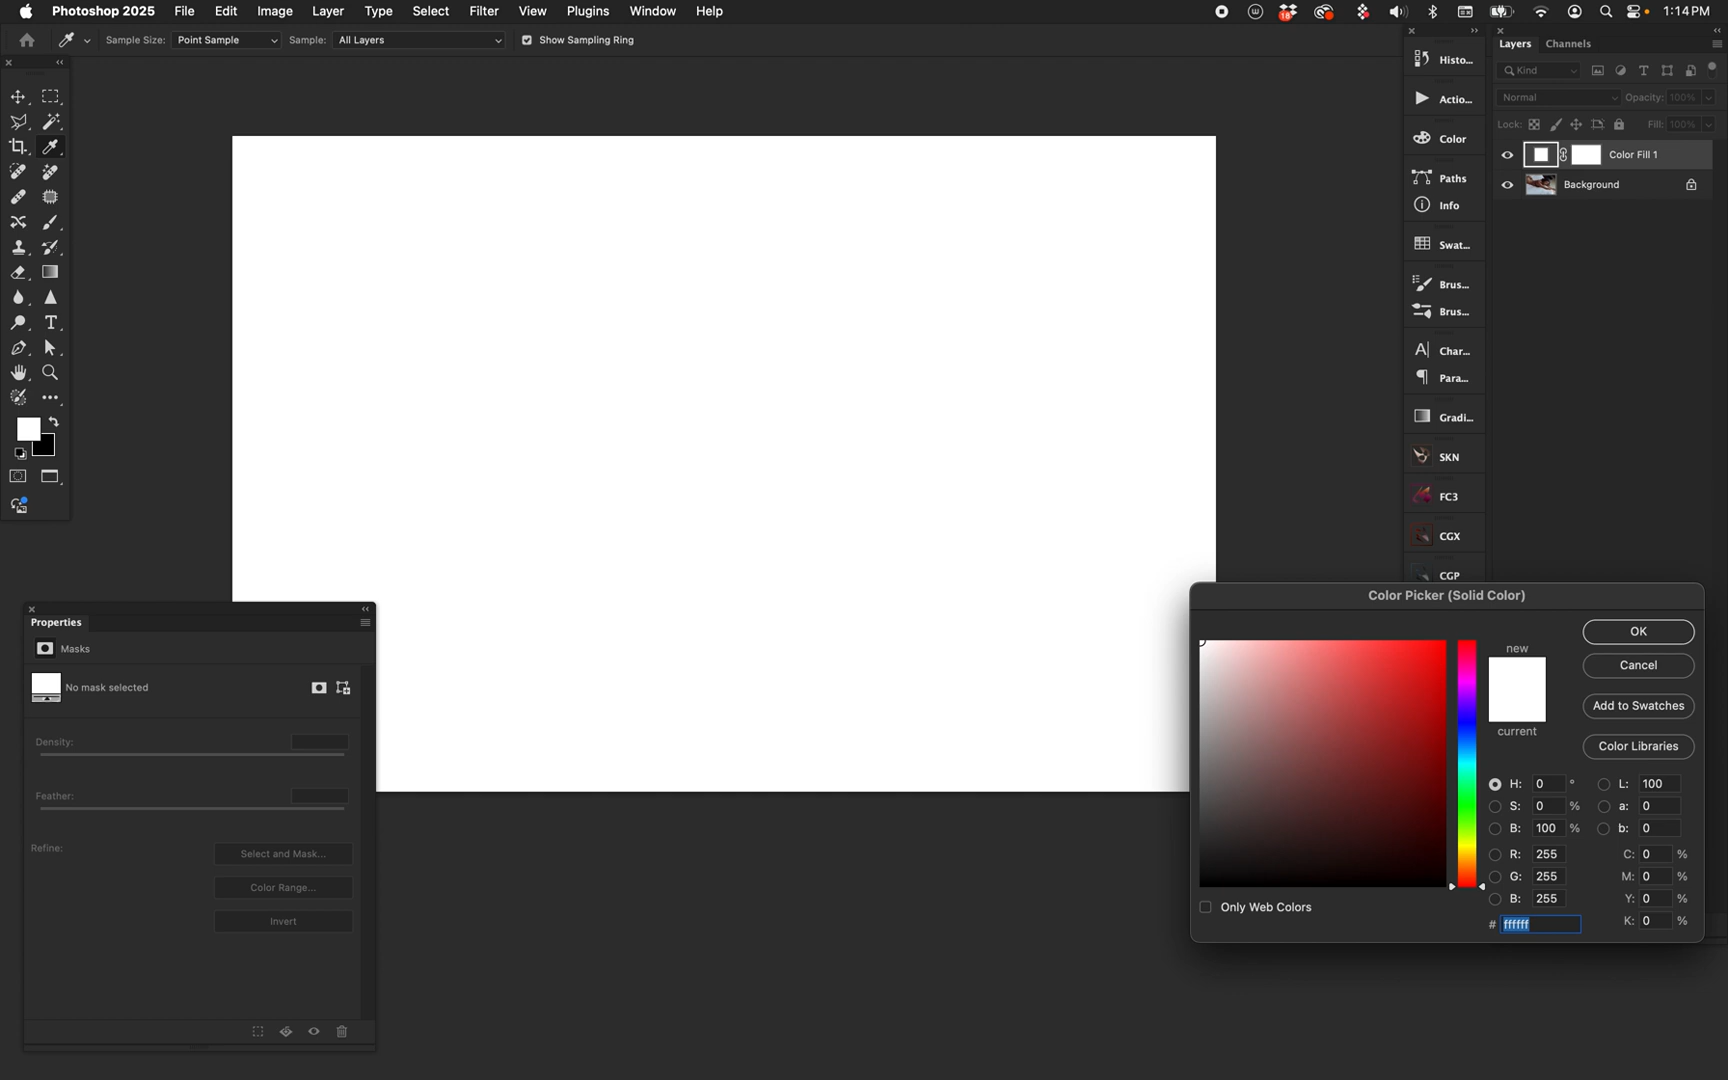 Photoshop 2025 File Edit Image Layer Type Select Filter View Plugins Window Help 18 1:14 PM
Sample Size: Point Sample Sample: All Layers Show Sampling Ring
Histo...
Actio...
Color
Paths
Info
Swat...
Brus...
Brus...
Char...
Para...
Gradi...
SKN
FC3
CGX
CGP
Layers Channels
Kind
Normal Opacity: 100%
Lock: Fill: 100%
Color Fill 1
Background
Properties
Masks
No mask selected
Density:
Feather:
Refine: Select and Mask...
Color Range...
Invert
Color Picker (Solid Color)
new
current
OK
Cancel
Add to Swatches
Color Libraries
H: 0 ° L: 100
S: 0 % a: 0
B: 100 % b: 0
R: 255 C: 0 %
G: 255 M: 0 %
B: 255 Y: 0 %
# ffffff K: 0 %
Only Web Colors